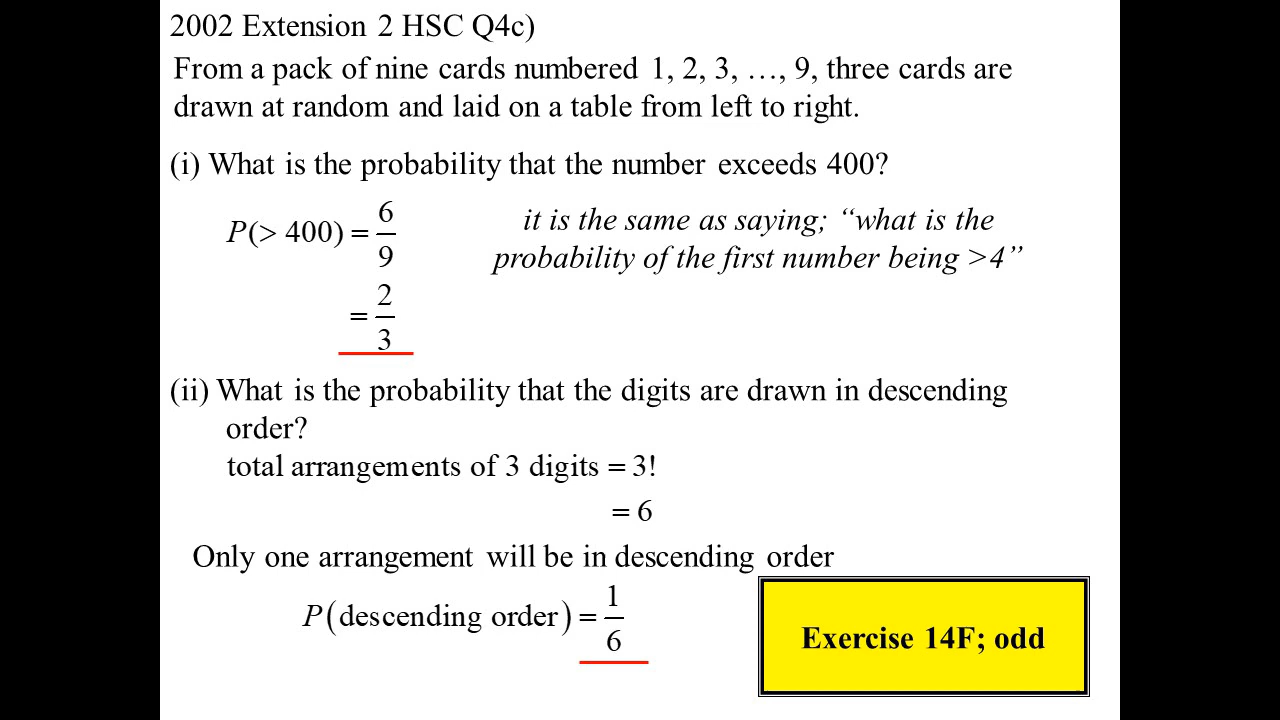 2002 Extension 2 HSC Q4c)
From a pack of nine cards numbered 1, 2, 3, …, 9, three cards are
drawn at random and laid on a table from left to right.
(i) What is the probability that the number exceeds 400?
P(> 400) = 6/9
it is the same as saying; “what is the
probability of the first number being >4”
= 2/3
(ii) What is the probability that the digits are drawn in descending
order?
total arrangements of 3 digits = 3!
= 6
Only one arrangement will be in descending order
P(descending order) = 1/6
Exercise 14F; odd